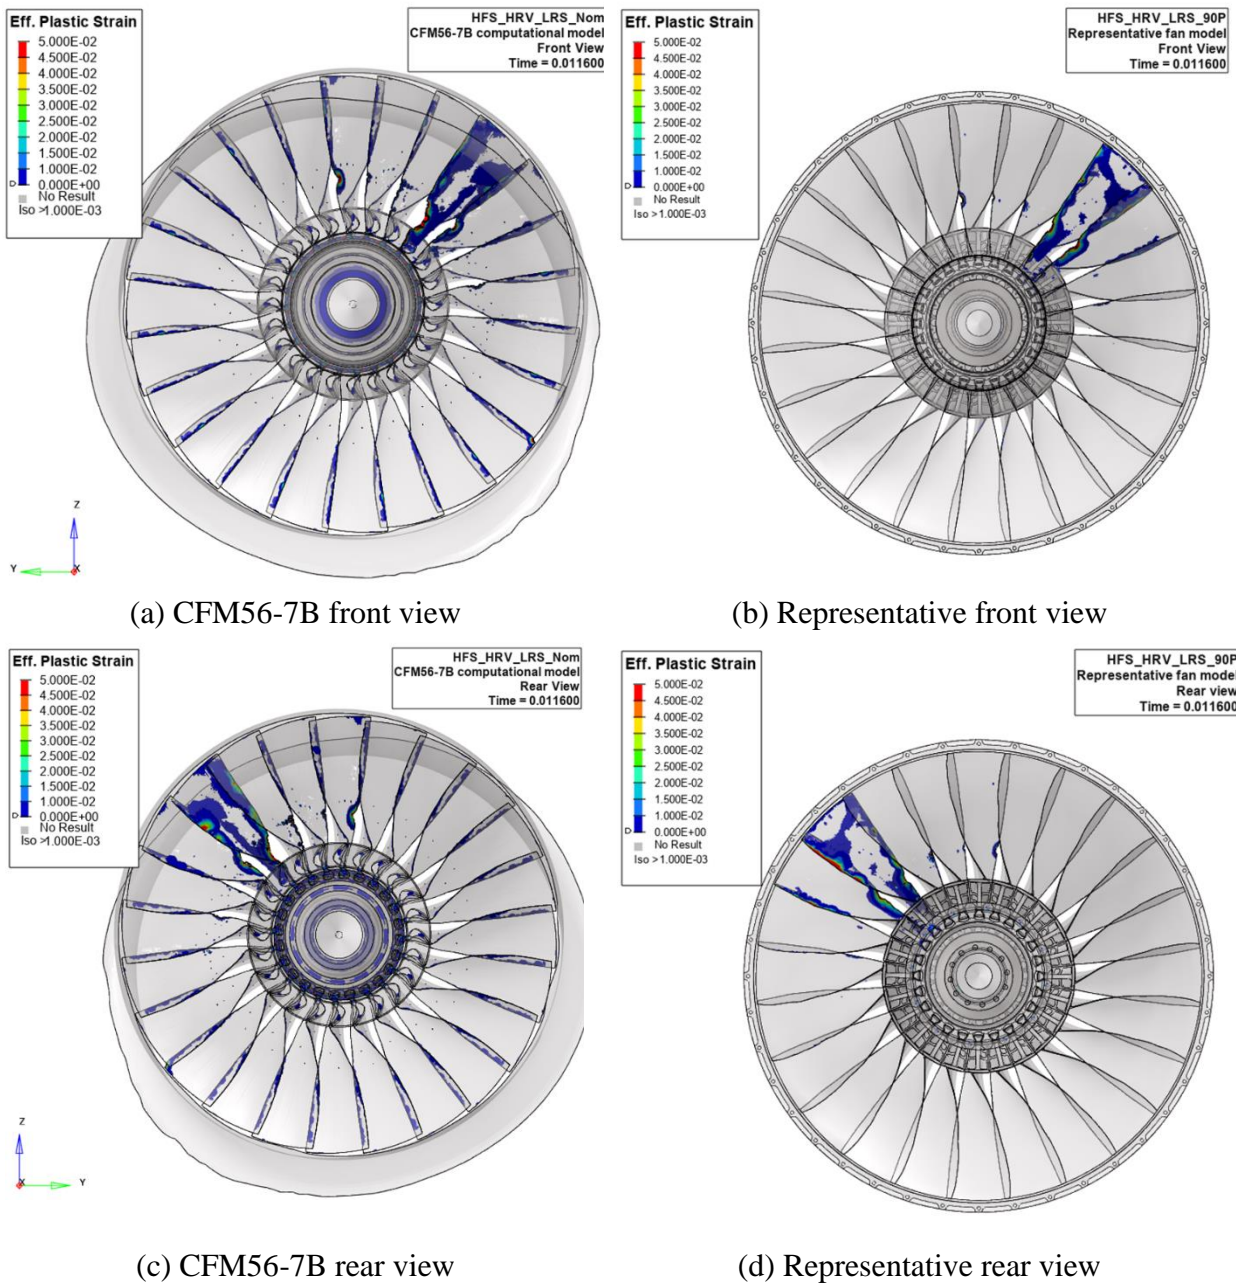 Eff. Plastic Strain
5.000E-02
4.500E-02
4.000E-02
3.500E-02
3.000E-02
2.500E-02
2.000E-02
1.500E-02
1.000E-02
0.000E+00
No Result
Iso >1.000E-03
HFS_HRV_LRS_Nom
CFM56-7B computational model
Front View
Time = 0.011600
Z
Y
X
(a) CFM56-7B front view
Eff. Plastic Strain
5.000E-02
4.500E-02
4.000E-02
3.500E-02
3.000E-02
2.500E-02
2.000E-02
1.500E-02
1.000E-02
0.000E+00
No Result
Iso >1.000E-03
HFS_HRV_LRS_90P
Representative fan model
Front View
Time = 0.011600
(b) Representative front view
Eff. Plastic Strain
5.000E-02
4.500E-02
4.000E-02
3.500E-02
3.000E-02
2.500E-02
2.000E-02
1.500E-02
1.000E-02
0.000E+00
No Result
Iso >1.000E-03
HFS_HRV_LRS_Nom
CFM56-7B computational model
Rear View
Time = 0.011600
Z
X
Y
(c) CFM56-7B rear view
Eff. Plastic Strain
5.000E-02
4.500E-02
4.000E-02
3.500E-02
3.000E-02
2.500E-02
2.000E-02
1.500E-02
1.000E-02
0.000E+00
No Result
Iso >1.000E-03
HFS_HRV_LRS_90P
Representative fan model
Rear view
Time = 0.011600
(d) Representative rear view